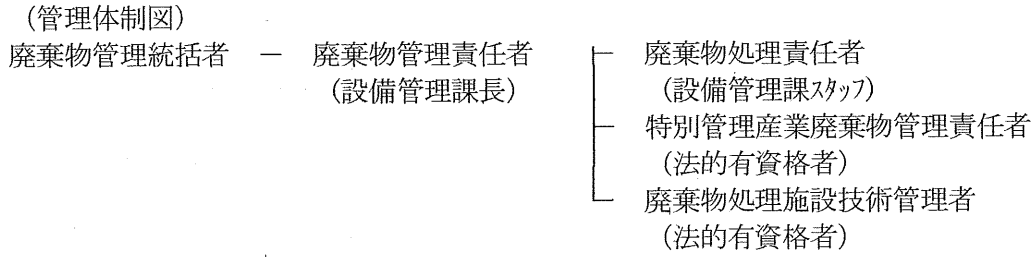 (管理体制図)
廃棄物管理統括者 － 廃棄物管理責任者 廃棄物処理責任者
(設備管理課長) (設備管理課スタッフ)
特別管理産業廃棄物管理責任者
(法的有資格者)
廃棄物処理施設技術管理者
(法的有資格者)